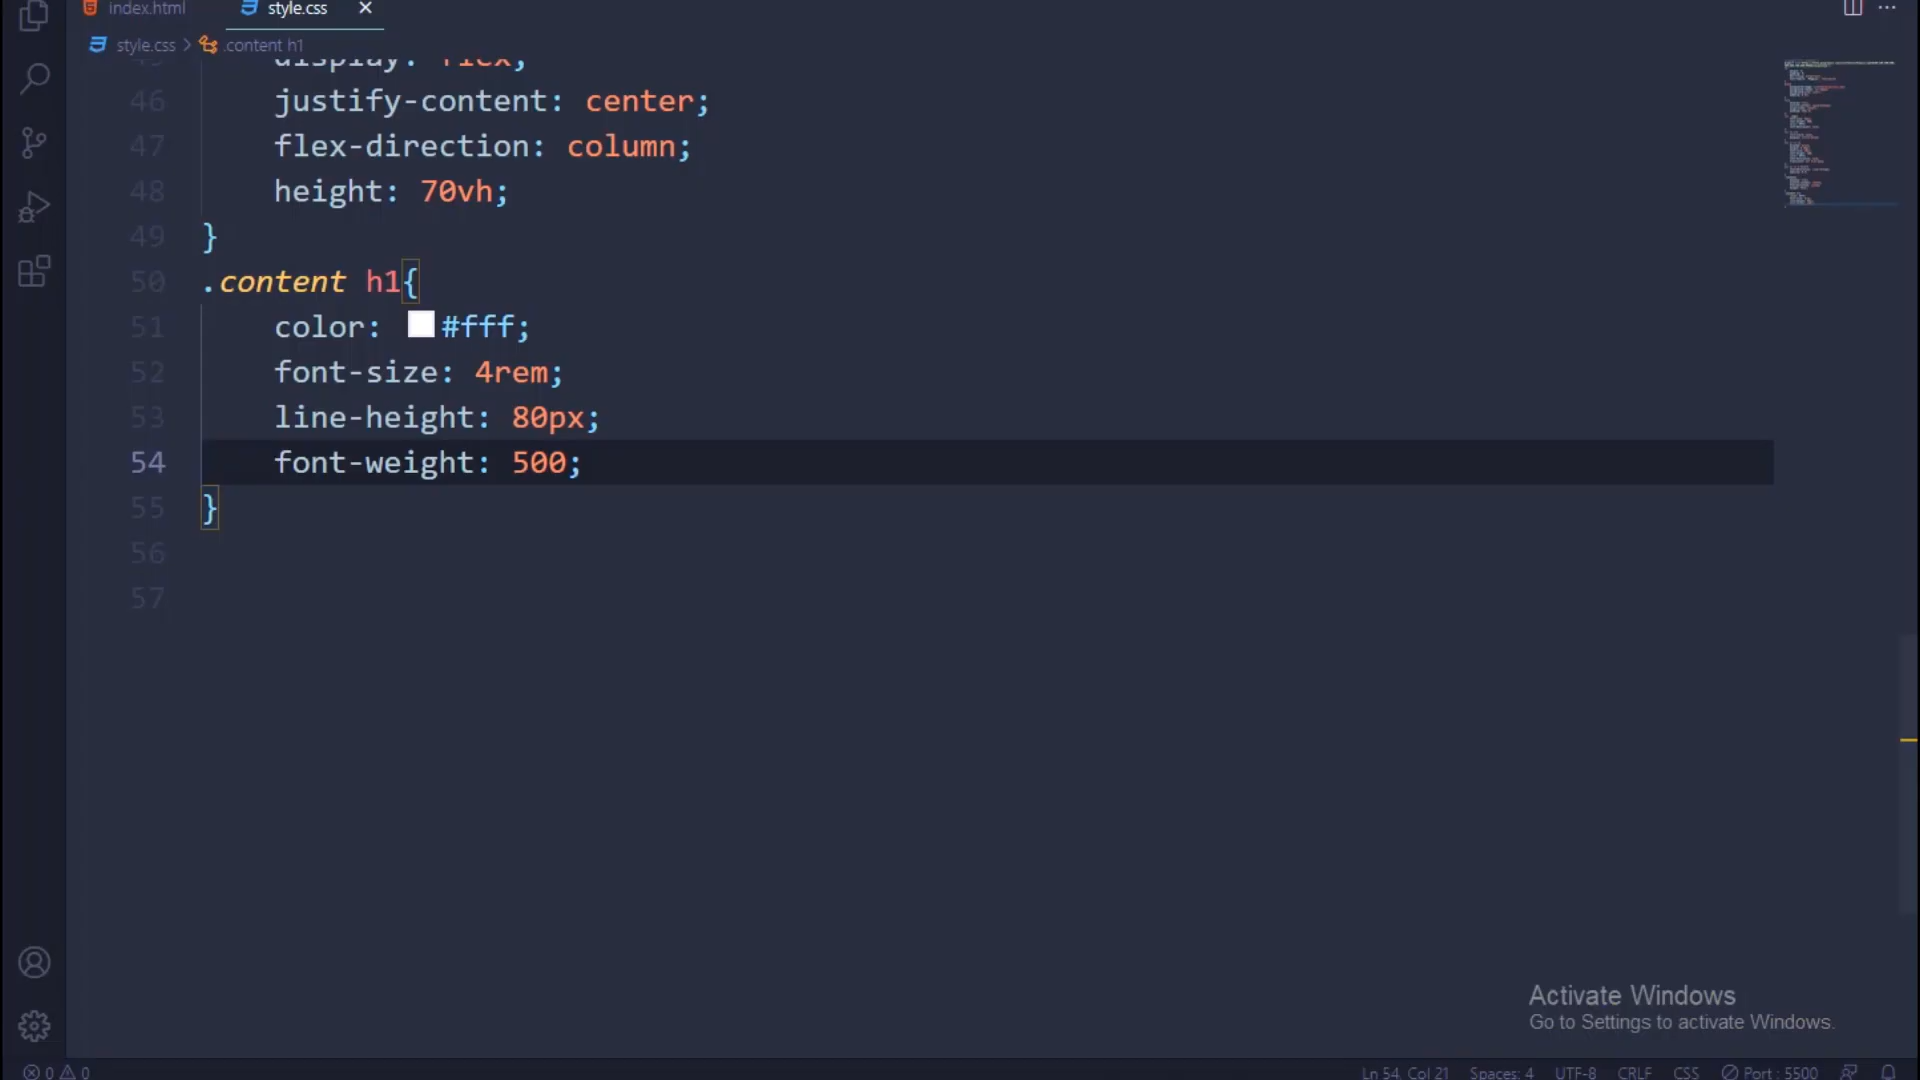 index.html style.css
style.css > .content h1
45 display: flex;
46 justify-content: center;
47 flex-direction: column;
48 height: 70vh;
49 }
50 .content h1{
51 color: #fff;
52 font-size: 4rem;
53 line-height: 80px;
54 font-weight: 500;
55 }
56
57
Activate Windows
Go to Settings to activate Windows.
0 0 Ln 54, Col 21 Spaces: 4 UTF-8 CRLF CSS Port : 5500